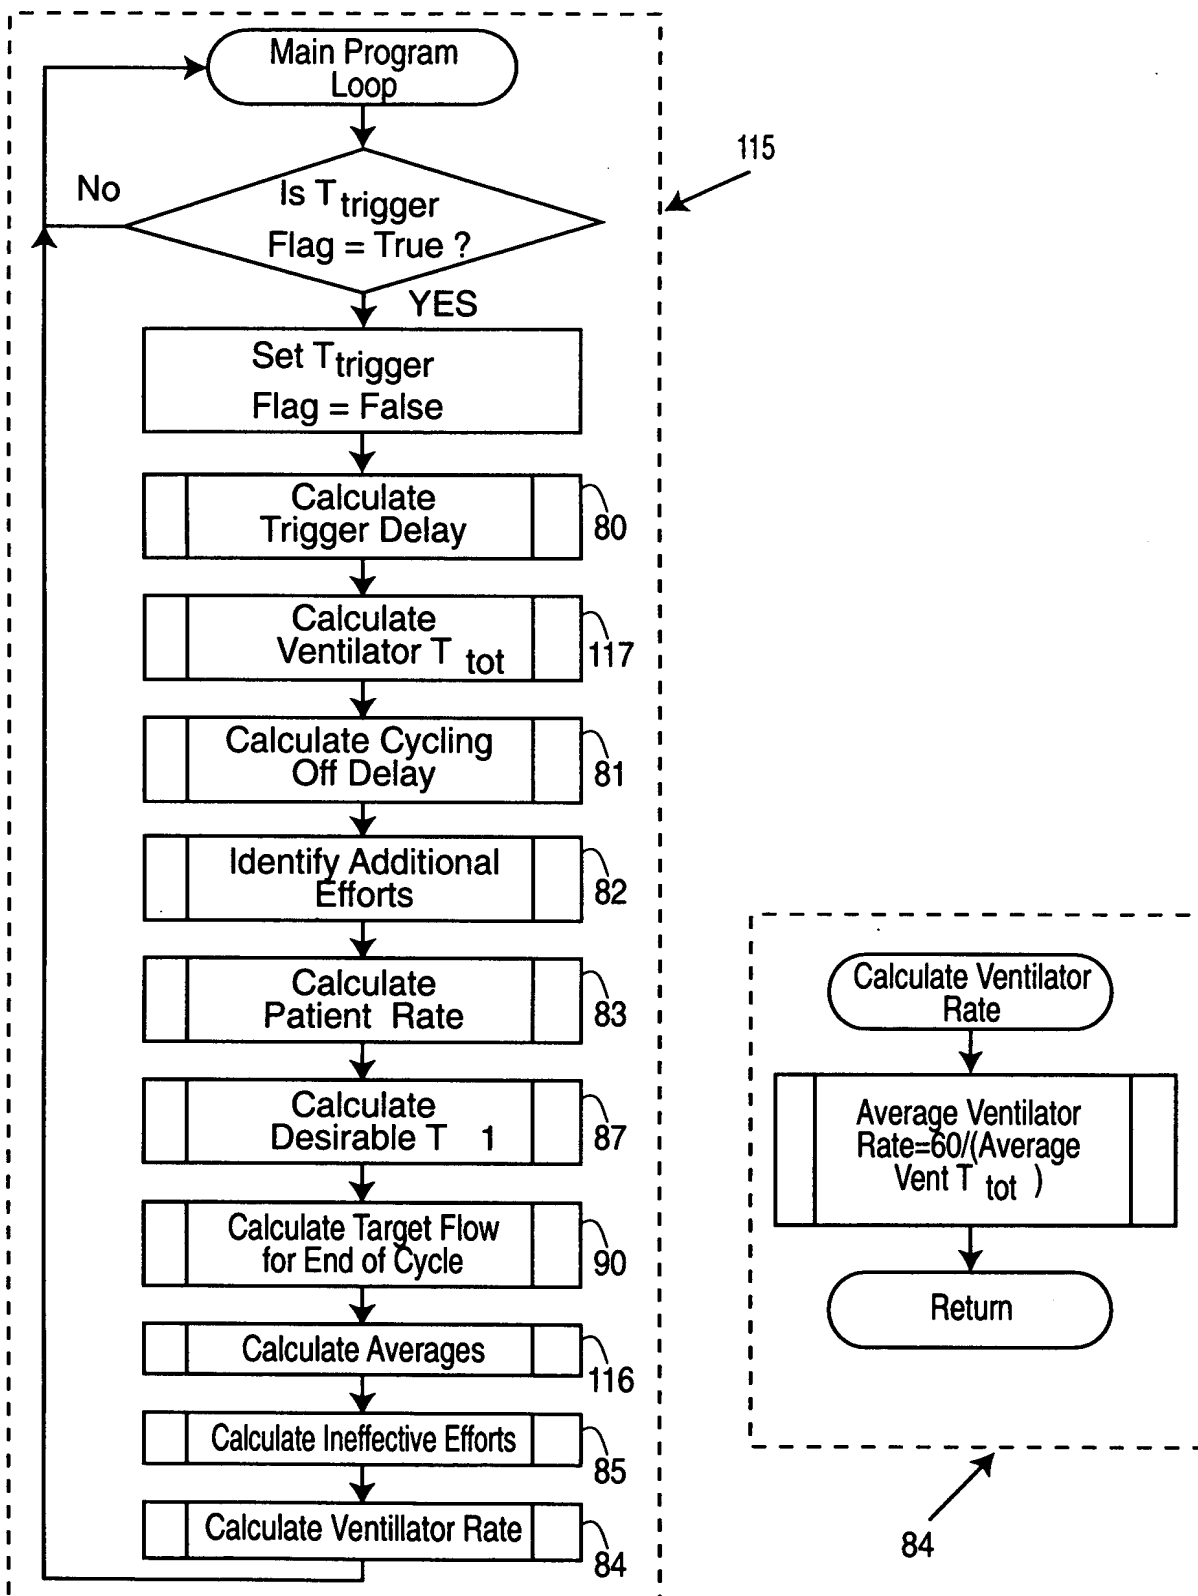 Main Program
Loop
115
No
Is T trigger
Flag = True ?
YES
Set T trigger
Flag = False
Calculate
Trigger Delay
80
Calculate
Ventilator T tot
117
Calculate Cycling
Off Delay
81
Identify Additional
Efforts
82
Calculate
Patient Rate
83
Calculate
Desirable T 1
87
Calculate Target Flow
for End of Cycle
90
Calculate Averages
116
Calculate Ineffective Efforts
85
Calculate Ventillator Rate
84
Calculate Ventilator
Rate
Average Ventilator
Rate=60/(Average
Vent T tot )
Return
84